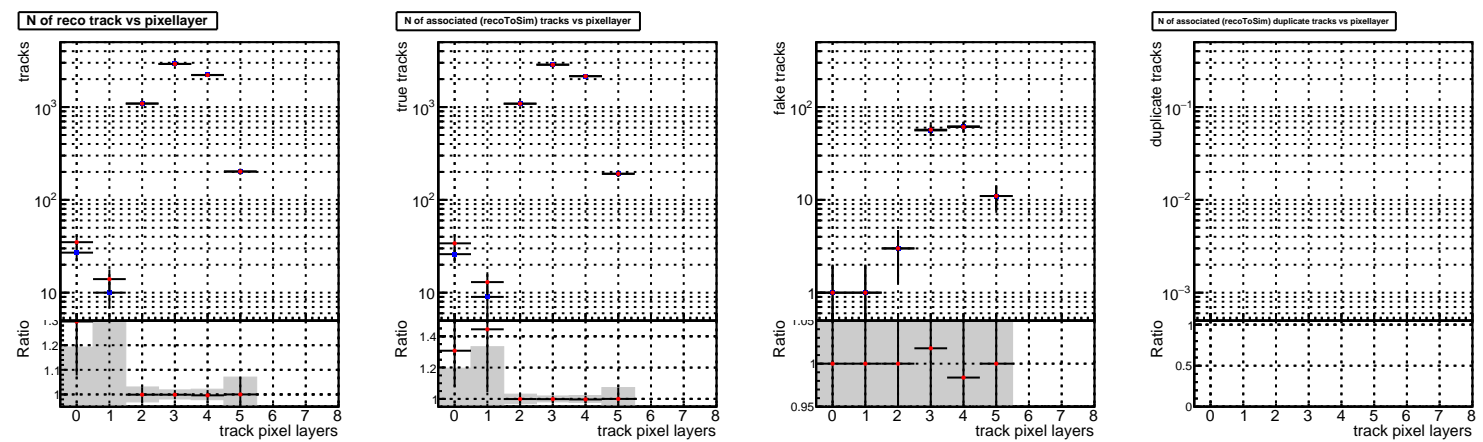 N of reco track vs pixellayer
tracks
10³
10²
10
Ratio
1.3
1.2
1.1
1
0 1 2 3 4 5 6 7 8
track pixel layers
N of associated (recoToSim) tracks vs pixellayer
true tracks
10³
10²
10
Ratio
1.4
1.2
1
0 1 2 3 4 5 6 7 8
track pixel layers
fake tracks
10²
10
1
Ratio
1.05
1
0.95
0 1 2 3 4 5 6 7 8
track pixel layers
N of associated (recoToSim) duplicate tracks vs pixellayer
duplicate tracks
10⁻¹
10⁻²
10⁻³
Ratio
1
0.5
0
0 1 2 3 4 5 6 7 8
track pixel layers